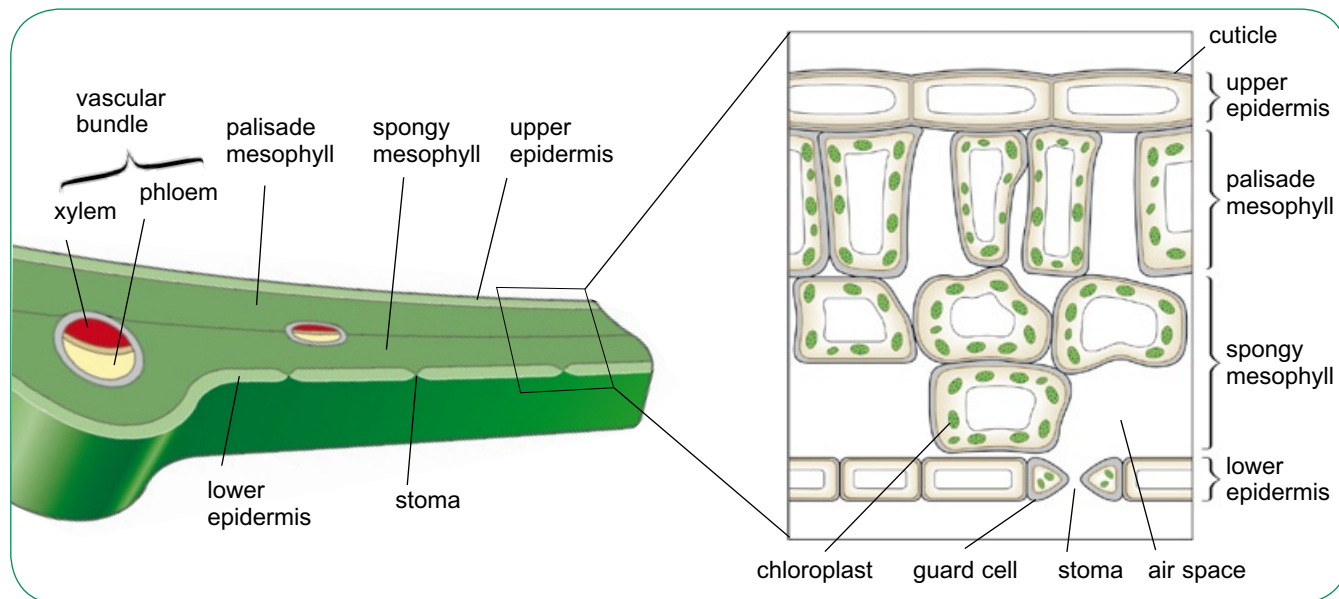 vascular
bundle
xylem
phloem
palisade
mesophyll
spongy
mesophyll
upper
epidermis
lower
epidermis
stoma
cuticle
upper
epidermis
palisade
mesophyll
spongy
mesophyll
lower
epidermis
chloroplast
guard cell
stoma
air space